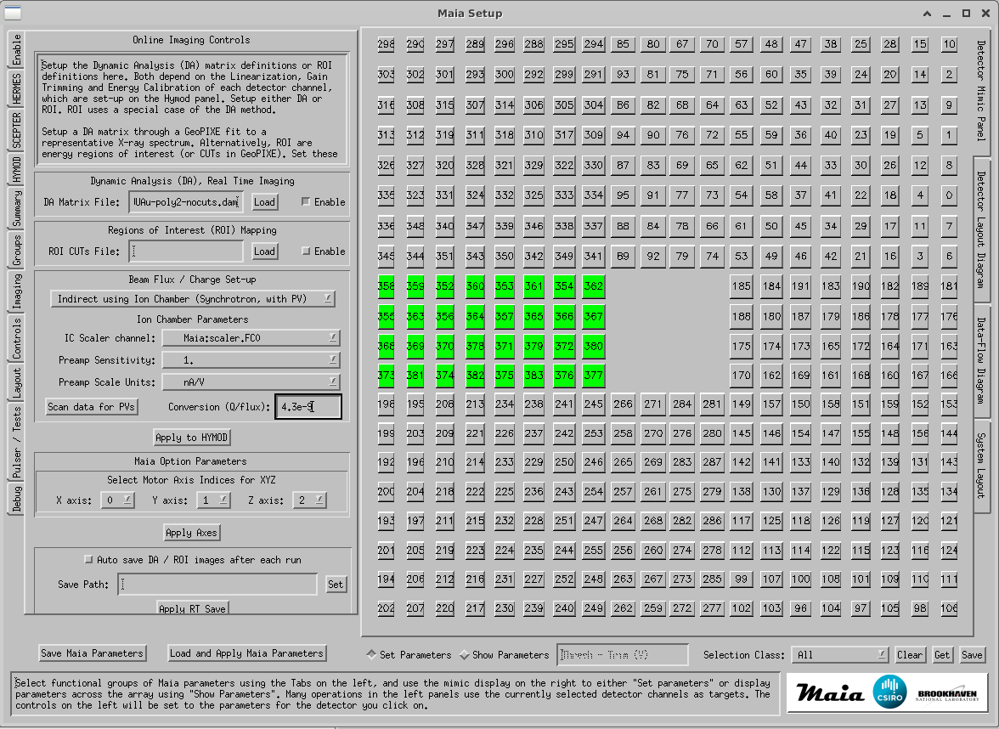 Maia Setup
Enable
HERMES
SCEPTER
HYMOD
Summary
Groups
Imaging
Controls
Layout
Pulser / Tests
Debug
Online Imaging Controls
Setup the Dynamic Analysis (DA) matrix definitions or ROI
definitions here. Both depend on the Linearization, Gain
Trimming and Energy Calibration of each detector channel,
which are set-up on the Hymod panel. Setup either DA or
ROI. ROI uses a special case of the DA method.
Setup a DA matrix through a GeoPIXE fit to a
representative X-ray spectrum. Alternatively, ROI are
energy regions of interest (or CUTs in GeoPIXE). Set these
Dynamic Analysis (DA), Real Time Imaging
DA Matrix File: UAu-poly2-nocuts.dam Load Enable
Regions of Interest (ROI) Mapping
ROI CUTs File: Load Enable
Beam Flux / Charge Set-up
Indirect using Ion Chamber (Synchrotron, with PV)
Ion Chamber Parameters
IC Scaler channel: Maia:scaler.FC0
Preamp Sensitivity: 1.
Preamp Scale Units: nA/V
Scan data for PVs Conversion (Q/flux): 4.3e-9
Apply to HYMOD
Maia Option Parameters
Select Motor Axis Indices for XYZ
X axis: 0 Y axis: 1 Z axis: 2
Apply Axes
Auto save DA / ROI images after each run
Save Path: Set
Apply RT Save
298 290 297 289 296 288 295 294 85 80 67 70 57 48 47 38 25 28 15 10
303 302 301 293 300 292 299 291 93 81 75 71 56 60 35 39 24 20 14 2
316 308 315 307 314 306 305 304 86 82 68 64 63 52 43 32 31 27 13 9
313 312 319 311 318 310 317 309 94 90 76 72 55 59 36 40 23 19 5 1
326 327 320 328 321 329 322 330 87 83 69 65 62 51 44 33 30 26 12 8
335 323 331 324 332 325 333 334 95 91 77 73 54 58 37 41 22 18 4 0
336 348 340 347 339 346 338 337 88 84 78 66 61 50 45 34 29 17 11 7
345 344 351 343 350 342 349 341 89 92 79 74 53 49 46 42 21 16 3 6
358 359 352 360 353 361 354 362 185 184 191 183 190 182 189 181
355 363 356 364 357 365 366 367 188 180 187 179 186 178 177 176
368 369 370 378 371 379 372 380 175 174 173 165 172 164 171 163
373 381 374 382 375 383 376 377 170 162 169 161 168 160 167 166
198 195 208 213 225 238 241 245 266 271 284 281 149 157 150 158 151 159 152 153
199 203 209 221 226 237 242 253 258 270 276 280 145 146 154 147 155 148 156 144
192 196 210 214 233 229 250 246 265 269 283 287 142 141 133 140 132 139 131 143
200 204 218 222 225 236 243 254 257 261 275 279 138 130 137 129 136 128 135 134
193 197 211 215 232 228 251 247 264 268 282 286 117 125 118 126 119 127 120 121
201 205 219 223 224 235 244 255 256 260 274 278 112 113 114 122 115 123 116 124
194 206 212 216 231 227 252 248 263 267 273 285 99 107 100 108 101 109 110 111
202 207 220 217 230 239 240 249 262 259 272 277 102 103 96 104 97 105 98 106
Detector Mimic Panel
Detector Layout Diagram
Data-Flow Diagram
System Layout
Save Maia Parameters Load and Apply Maia Parameters Set Parameters Show Parameters Thresh - Trim (V) Selection Class: All Clear Get Save
Select functional groups of Maia parameters using the Tabs on the left, and use the mimic display on the right to either "Set parameters" or display
parameters across the array using "Show Parameters". Many operations in the left panels use the currently selected detector channels as targets. The
controls on the left will be set to the parameters for the detector you click on.
Maia
CSIRO
BROOKHAVEN
NATIONAL LABORATORY